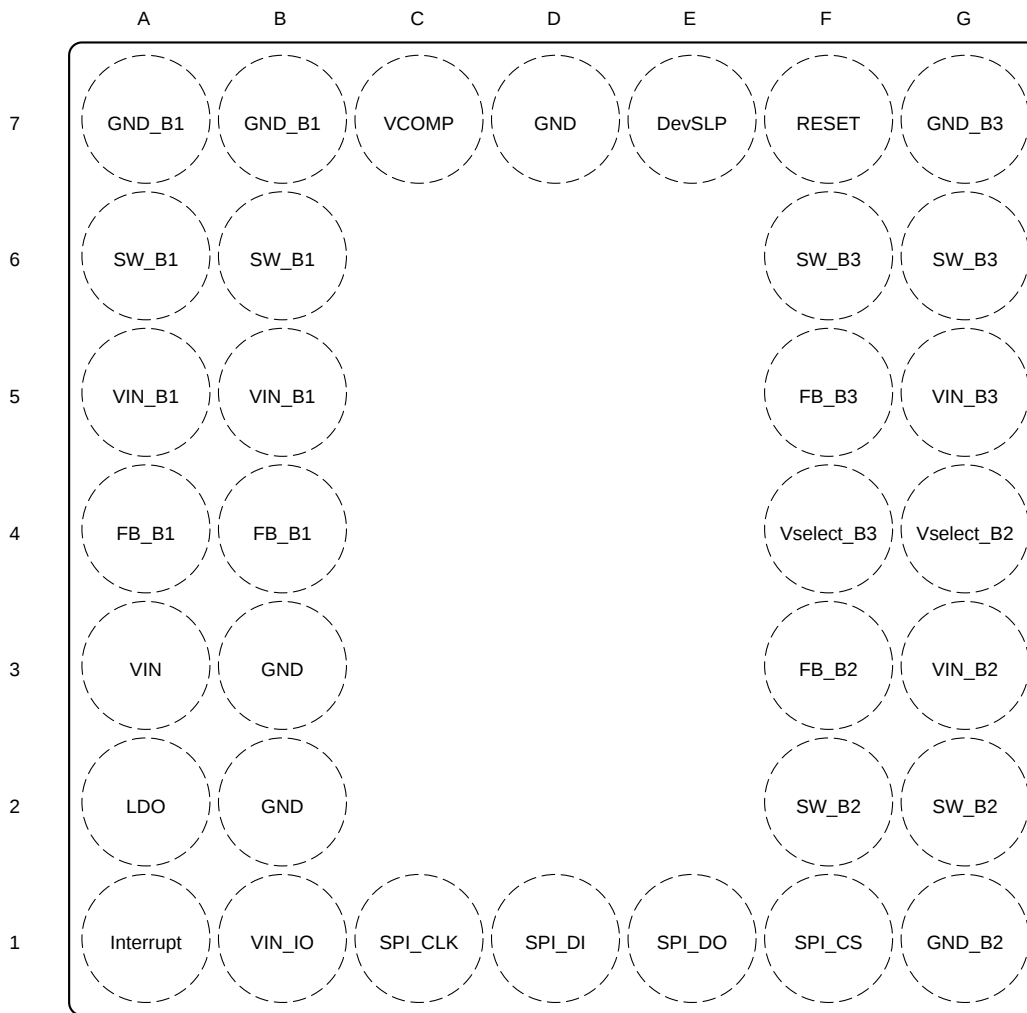 A B C D E F G
7 GND_B1 GND_B1 VCOMP GND DevSLP RESET GND_B3
6 SW_B1 SW_B1 SW_B3 SW_B3
5 VIN_B1 VIN_B1 FB_B3 VIN_B3
4 FB_B1 FB_B1 Vselect_B3 Vselect_B2
3 VIN GND FB_B2 VIN_B2
2 LDO GND SW_B2 SW_B2
1 Interrupt VIN_IO SPI_CLK SPI_DI SPI_DO SPI_CS GND_B2